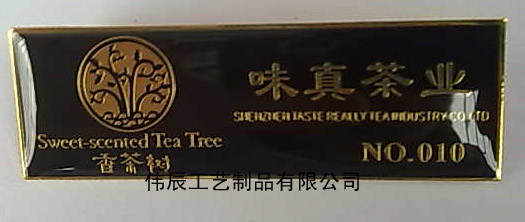 味真茶业
SHENZHEN TASTE REALLY TEA INDUSTRY CO LTD
Sweet-scented Tea Tree
香茶树
NO.010
伟辰工艺制品有限公司